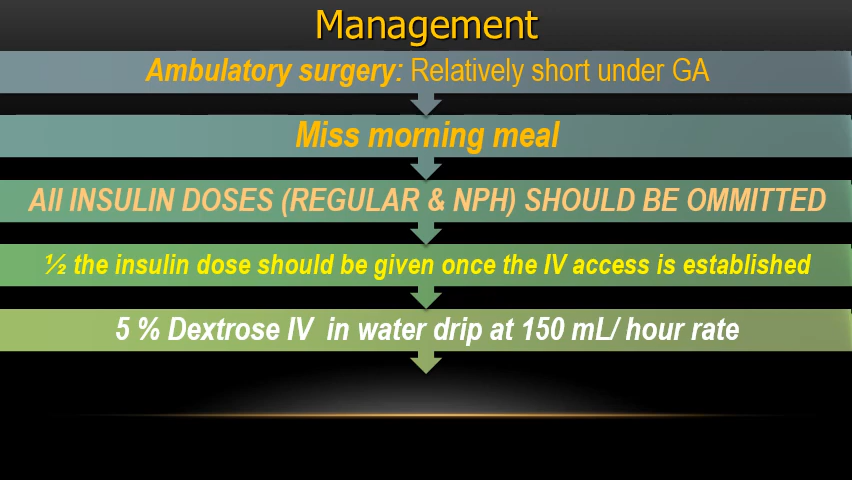 Management
Ambulatory surgery: Relatively short under GA
Miss morning meal
All INSULIN DOSES (REGULAR & NPH) SHOULD BE OMMITTED
½ the insulin dose should be given once the IV access is established
5 % Dextrose IV in water drip at 150 mL/ hour rate